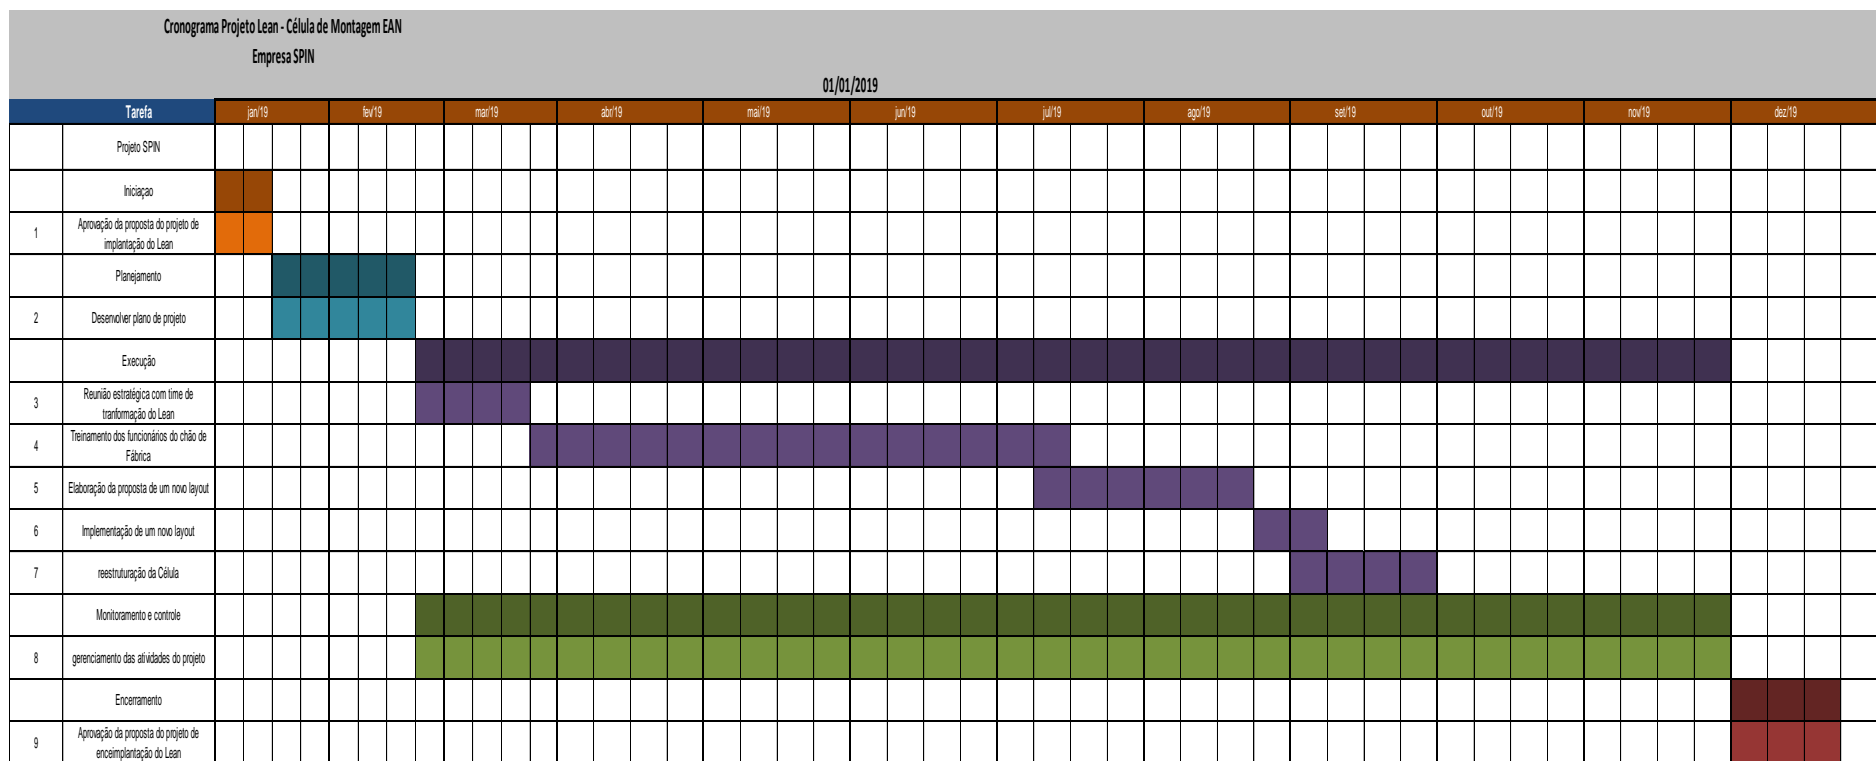 Cronograma Projeto Lean - Célula de Montagem EAN
Empresa SPIN
01/01/2019
Tarefa jan/19 fev/19 mar/19 abr/19 mai/19 jun/19 jul/19 ago/19 set/19 out/19 nov/19 dez/19
Projeto SPIN
Iniciaçao
1 Aprovação da proposta do projeto de
implantação do Lean
Planejamento
2 Desenvolver plano de projeto
Execução
3 Reunião estratégica com time de
tranformação do Lean
4 Treinamento dos funcionários do chão de
Fábrica
5 Elaboração da proposta de um novo layout
6 Implementação de um novo layout
7 reestruturação da Célula
Monitoramento e controle
8 gerenciamento das atividades do projeto
Encerramento
9 Aprovação da proposta do projeto de
enceimplantação do Lean